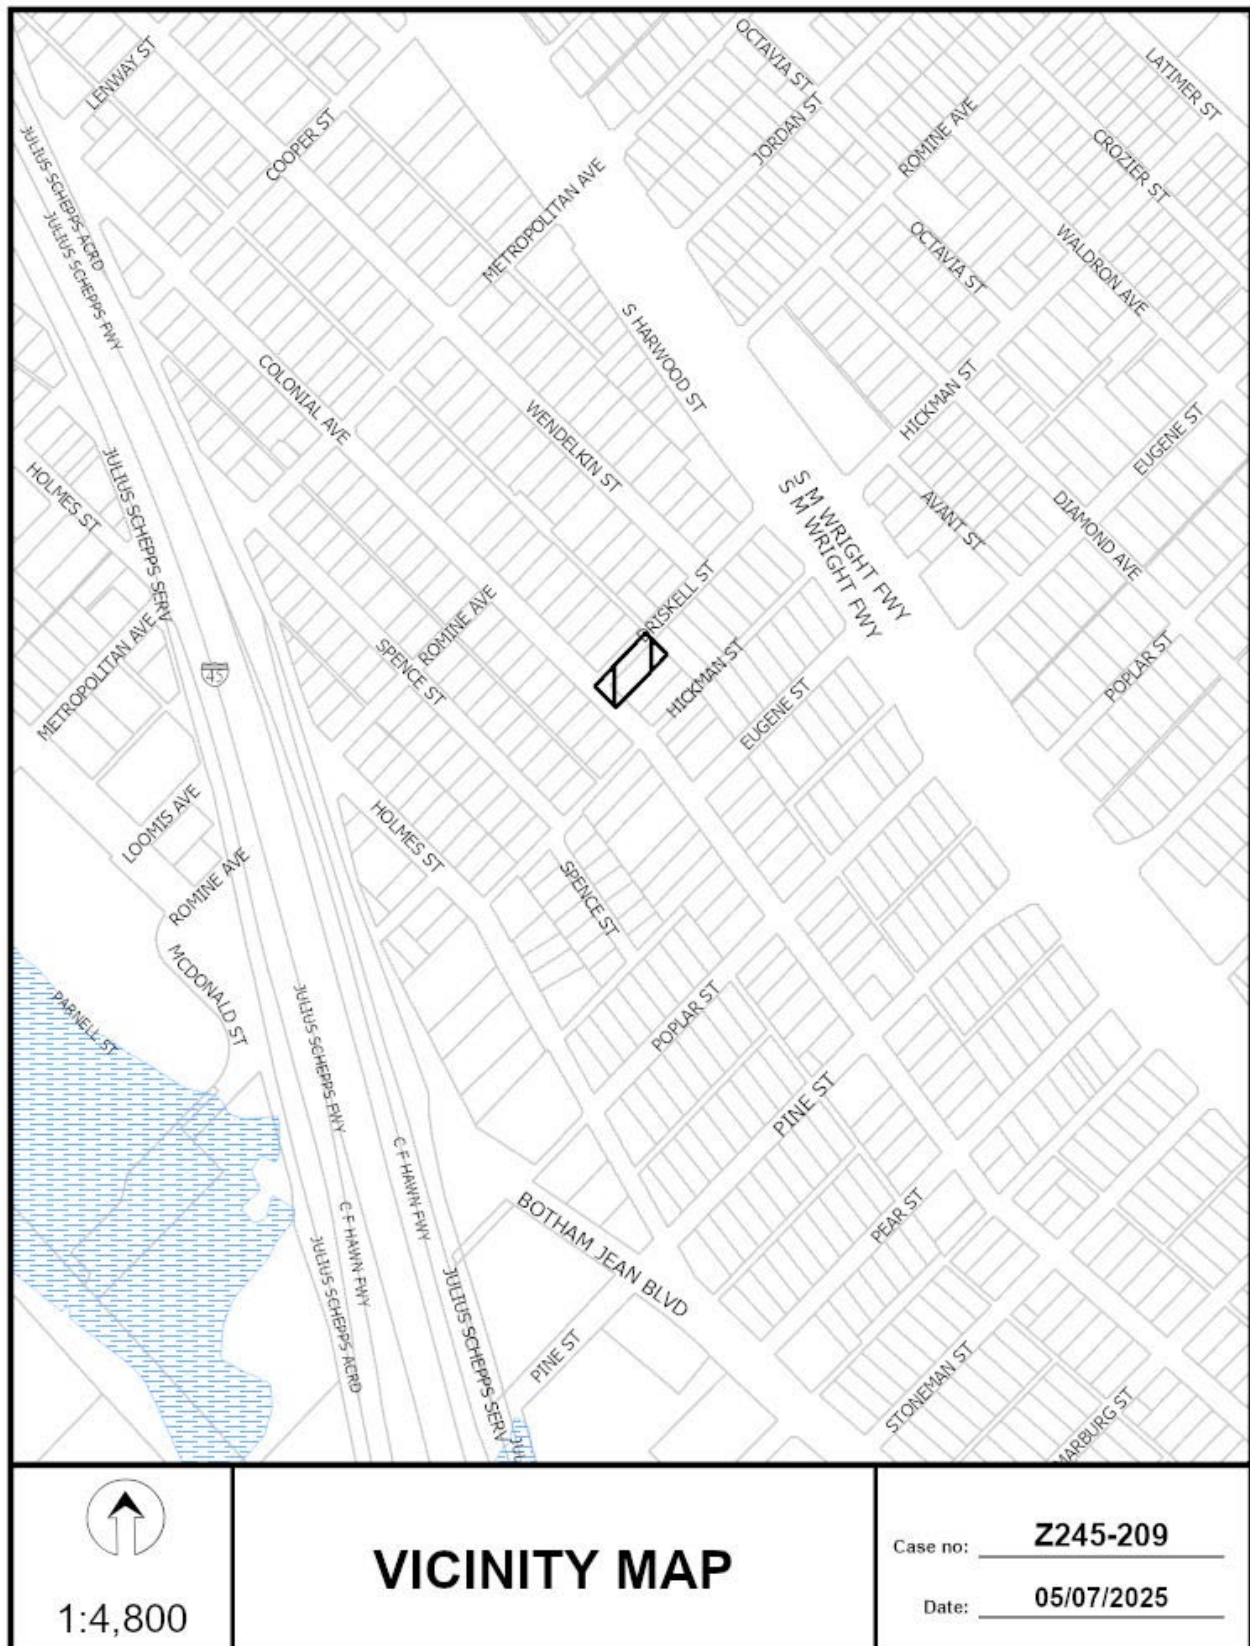 LENWAY ST
OCTAVIA ST
LATIMER ST
COOPER ST
JORDAN ST
ROMINE AVE
CROZIER ST
JULIUS SCHEPPS ACRD
JULIUS SCHEPPS FWY
METROPOLITAN AVE
OCTAVIA ST
WALDRON AVE
S HARWOOD ST
COLONIAL AVE
WENDELKIN ST
HICKMAN ST
EUGENE ST
HOLMES ST
JULIUS SCHEPPS SERV
S M WRIGHT FWY
S M WRIGHT FWY
AVANT ST
DIAMOND AVE
ROMINE AVE
RISKELL ST
METROPOLITAN AVE
SPENCE ST
HICKMAN ST
EUGENE ST
POPLAR ST
45
LOOMIS AVE
HOLMES ST
ROMINE AVE
SPENCE ST
MCDONALD ST
PARNELL ST
JULIUS SCHEPPS FWY
POPLAR ST
PINE ST
C F HAWN FWY
C F HAWN FWY
BOTHAM JEAN BLVD
PEAR ST
JULIUS SCHEPPS ACRD
JULIUS SCHEPPS SERV
PINE ST
STONEMAN ST
MARBURG ST
JUL
1:4,800
VICINITY MAP
Case no: Z245-209
Date: 05/07/2025